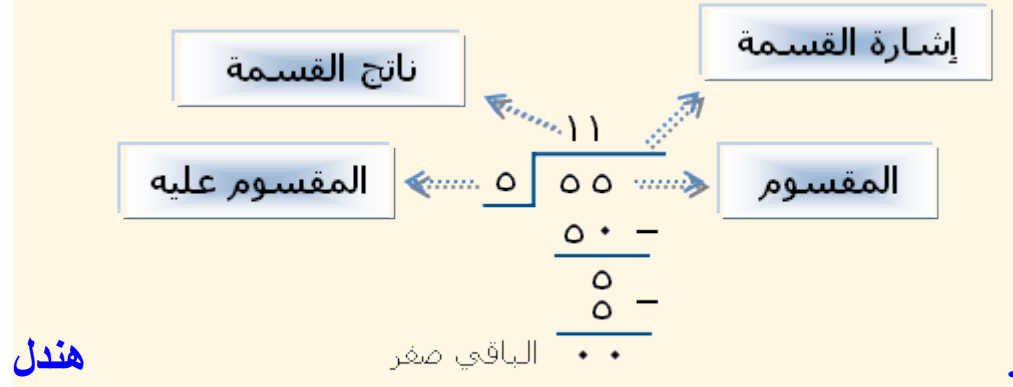 إشارة القسمة
ناتج القسمة
١١
المقسوم
٥٥
٥
المقسوم عليه
٥٠ -
٥
٥ -
٠٠
الباقي صفر
هندل
.